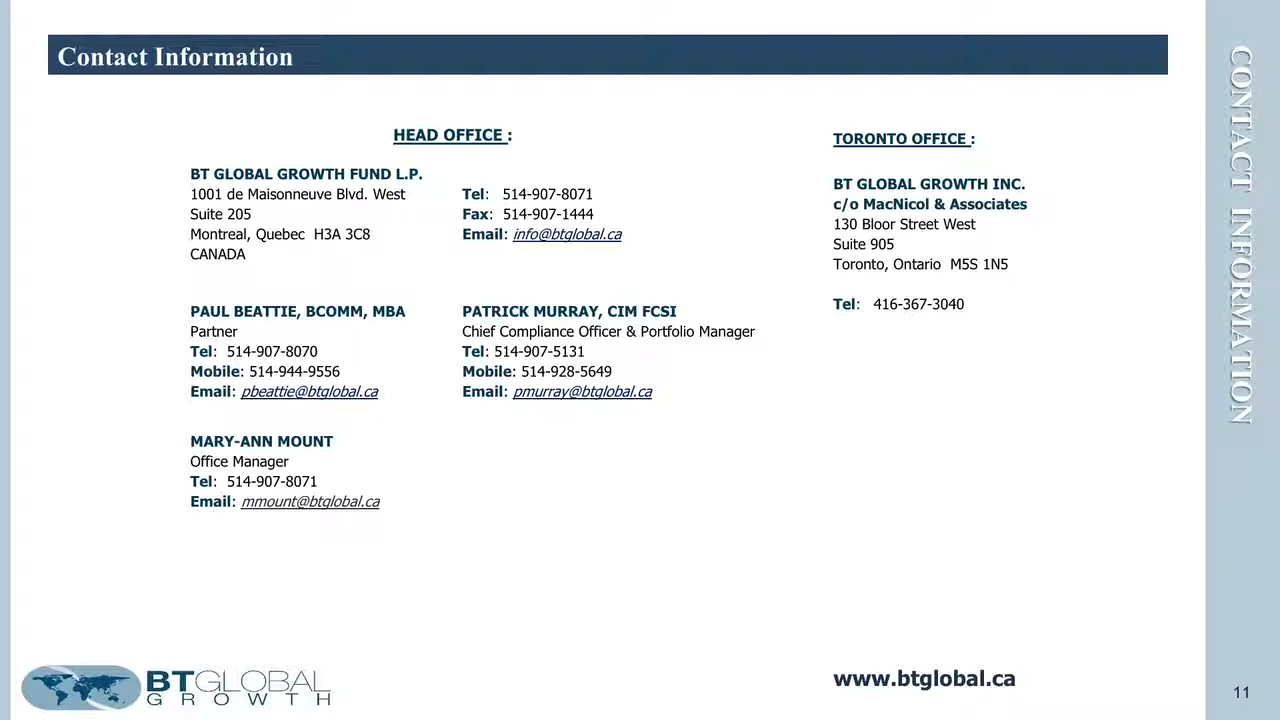 Contact Information
HEAD OFFICE :
BT GLOBAL GROWTH FUND L.P.
1001 de Maisonneuve Blvd. West
Suite 205
Montreal, Quebec  H3A 3C8
CANADA
Tel:  514-907-8071
Fax:  514-907-1444
Email: info@btglobal.ca
PAUL BEATTIE, BCOMM, MBA
Partner
Tel:  514-907-8070
Mobile: 514-944-9556
Email: pbeattie@btglobal.ca
PATRICK MURRAY, CIM FCSI
Chief Compliance Officer & Portfolio Manager
Tel: 514-907-5131
Mobile: 514-928-5649
Email: pmurray@btglobal.ca
MARY-ANN MOUNT
Office Manager
Tel:  514-907-8071
Email: mmount@btglobal.ca
TORONTO OFFICE :
BT GLOBAL GROWTH INC.
c/o MacNicol & Associates
130 Bloor Street West
Suite 905
Toronto, Ontario  M5S 1N5
Tel:  416-367-3040
CONTACT INFORMATION
BTGLOBAL
GROWTH
www.btglobal.ca
11